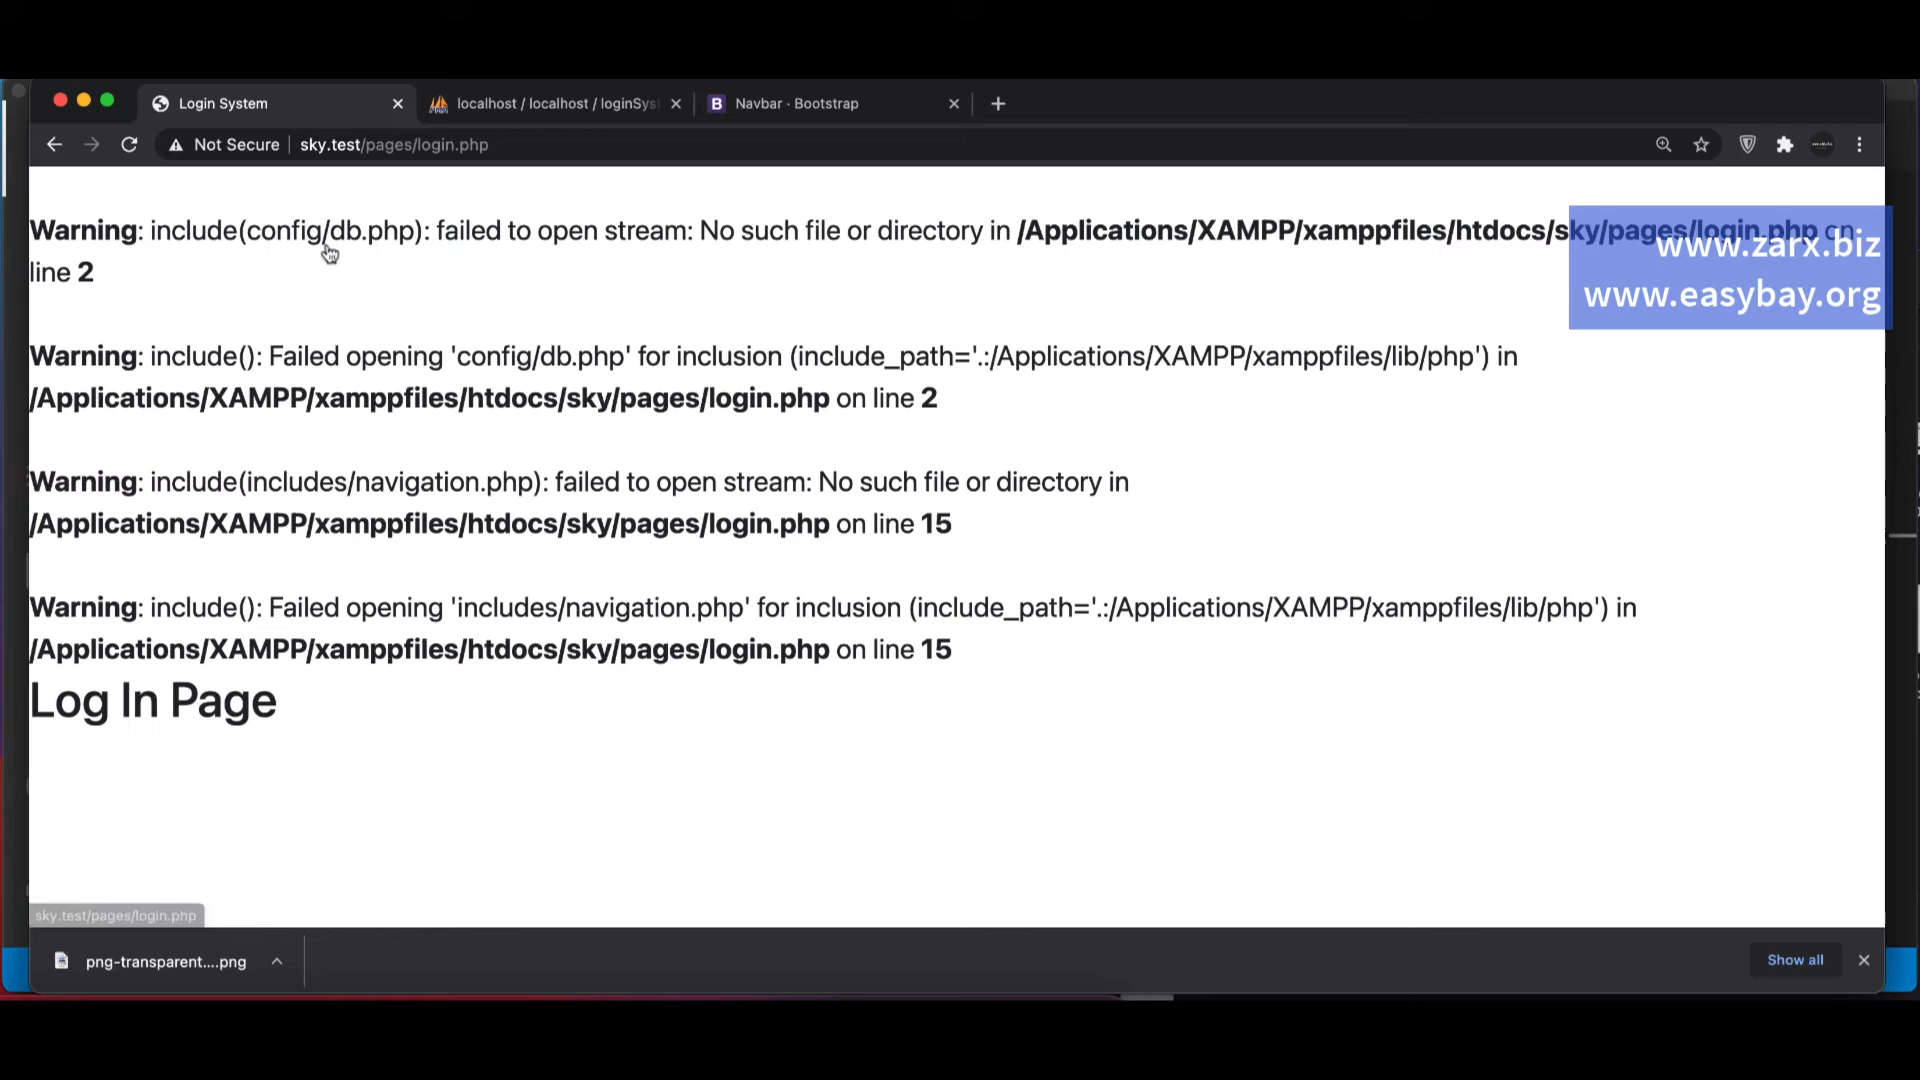 Login System
localhost / localhost / loginSys
Navbar · Bootstrap
Not Secure
sky.test/pages/login.php
Warning: include(config/db.php): failed to open stream: No such file or directory in /Applications/XAMPP/xamppfiles/htdocs/sky/pages/login.php on
line 2
www.zarx.biz
www.easybay.org
Warning: include(): Failed opening 'config/db.php' for inclusion (include_path='.:/Applications/XAMPP/xamppfiles/lib/php') in
/Applications/XAMPP/xamppfiles/htdocs/sky/pages/login.php on line 2
Warning: include(includes/navigation.php): failed to open stream: No such file or directory in
/Applications/XAMPP/xamppfiles/htdocs/sky/pages/login.php on line 15
Warning: include(): Failed opening 'includes/navigation.php' for inclusion (include_path='.:/Applications/XAMPP/xamppfiles/lib/php') in
/Applications/XAMPP/xamppfiles/htdocs/sky/pages/login.php on line 15
Log In Page
sky.test/pages/login.php
png-transparent....png
Show all